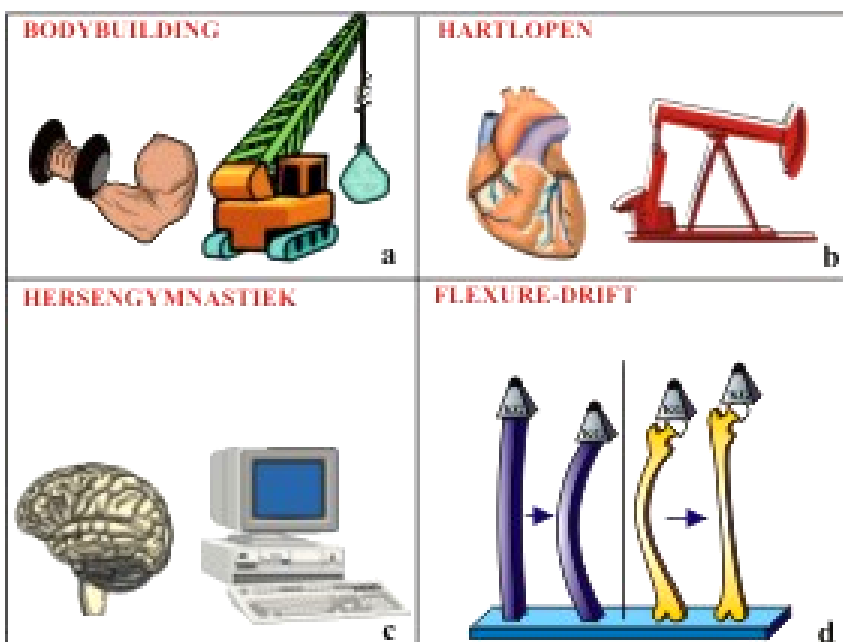 BODYBUILDING
a
HARTLOPEN
b
HERSENGYMNASTIEK
c
FLEXURE-DRIFT
d